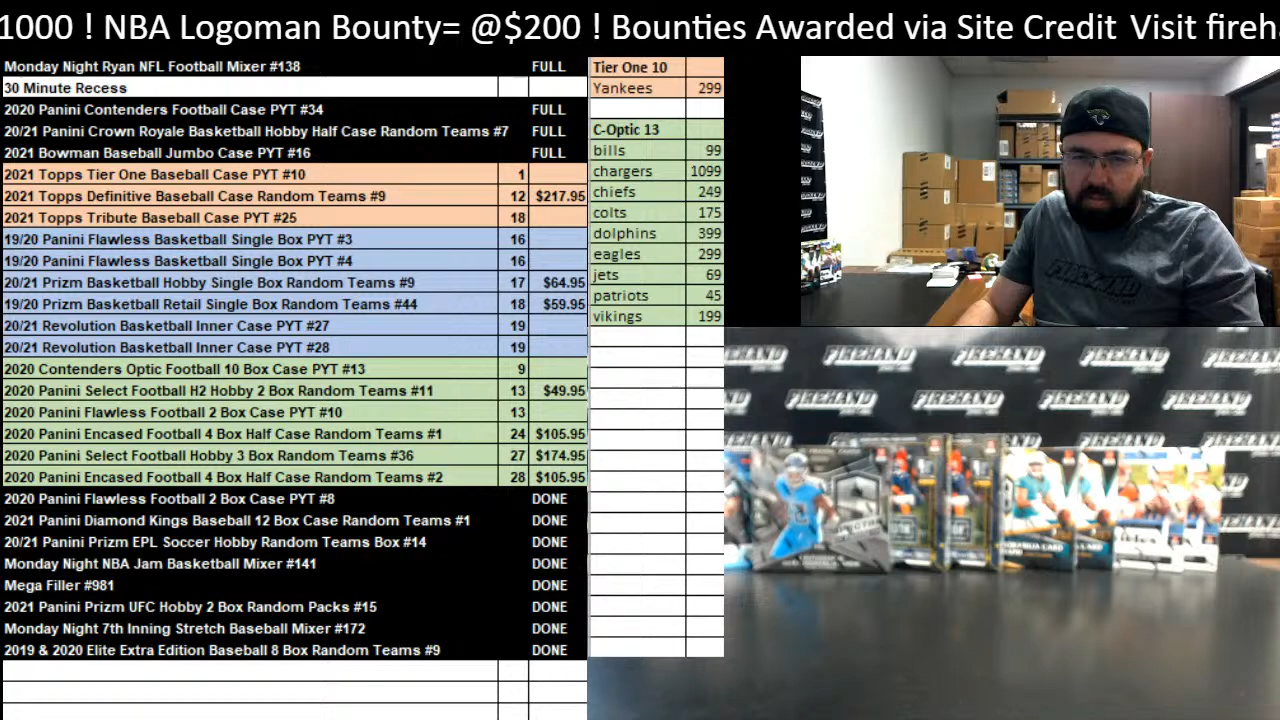 1000 ! NBA Logoman Bounty= @$200 ! Bounties Awarded via Site Credit Visit fireha
Monday Night Ryan NFL Football Mixer #138 FULL
30 Minute Recess
2020 Panini Contenders Football Case PYT #34 FULL
20/21 Panini Crown Royale Basketball Hobby Half Case Random Teams #7 FULL
2021 Bowman Baseball Jumbo Case PYT #16 FULL
2021 Topps Tier One Baseball Case PYT #10 1
2021 Topps Definitive Baseball Case Random Teams #9 12 $217.95
2021 Topps Tribute Baseball Case PYT #25 18
19/20 Panini Flawless Basketball Single Box PYT #3 16
19/20 Panini Flawless Basketball Single Box PYT #4 16
20/21 Prizm Basketball Hobby Single Box Random Teams #9 17 $64.95
19/20 Prizm Basketball Retail Single Box Random Teams #44 18 $59.95
20/21 Revolution Basketball Inner Case PYT #27 19
20/21 Revolution Basketball Inner Case PYT #28 19
2020 Contenders Optic Football 10 Box Case PYT #13 9
2020 Panini Select Football H2 Hobby 2 Box Random Teams #11 13 $49.95
2020 Panini Flawless Football 2 Box Case PYT #10 13
2020 Panini Encased Football 4 Box Half Case Random Teams #1 24 $105.95
2020 Panini Select Football Hobby 3 Box Random Teams #36 27 $174.95
2020 Panini Encased Football 4 Box Half Case Random Teams #2 28 $105.95
2020 Panini Flawless Football 2 Box Case PYT #8 DONE
2021 Panini Diamond Kings Baseball 12 Box Case Random Teams #1 DONE
20/21 Panini Prizm EPL Soccer Hobby Random Teams Box #14 DONE
Monday Night NBA Jam Basketball Mixer #141 DONE
Mega Filler #981 DONE
2021 Panini Prizm UFC Hobby 2 Box Random Packs #15 DONE
Monday Night 7th Inning Stretch Baseball Mixer #172 DONE
2019 & 2020 Elite Extra Edition Baseball 8 Box Random Teams #9 DONE
Tier One 10
Yankees 299
C-Optic 13
bills 99
chargers 1099
chiefs 249
colts 175
dolphins 399
eagles 299
jets 69
patriots 45
vikings 199
FIREHAND
FIREHAND
FIREHAND
FIREHAND
FIREHAND
FIREHAND
FIREHAND
SPECTRA